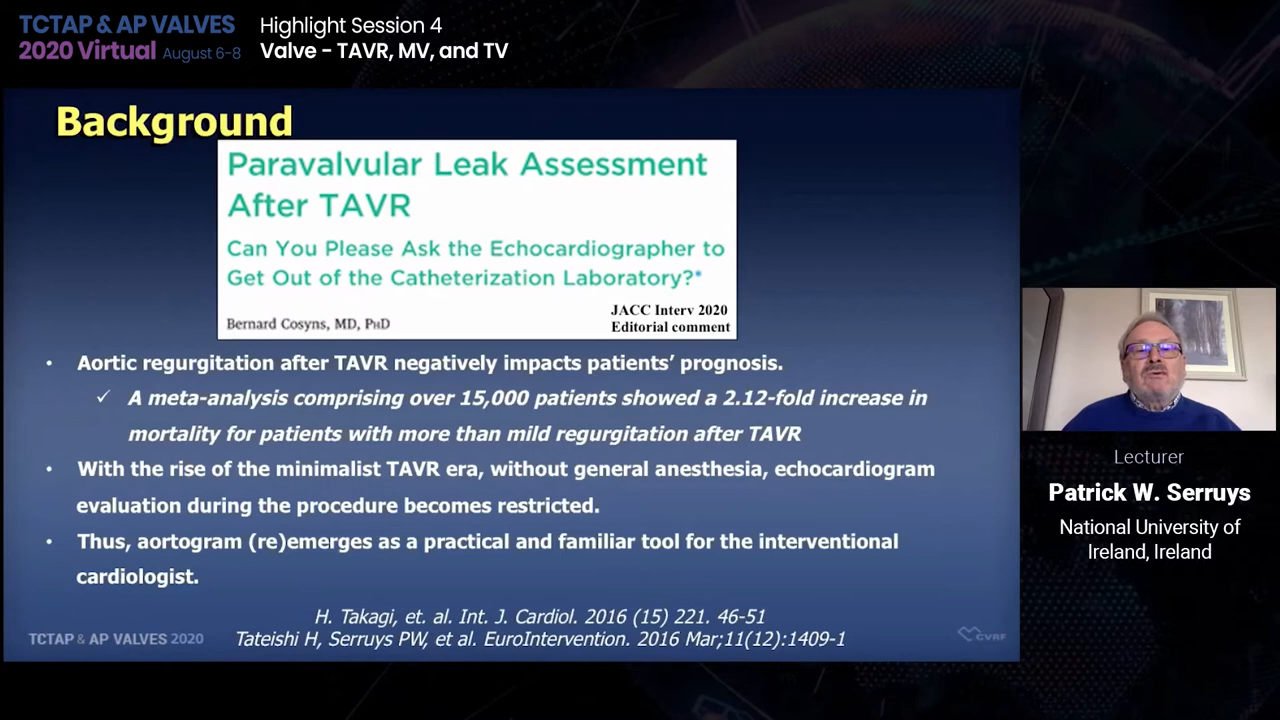 TCTAP & AP VALVES
2020 Virtual August 6-8
Highlight Session 4
Valve - TAVR, MV, and TV
Background
Paravalvular Leak Assessment
After TAVR
Can You Please Ask the Echocardiographer to
Get Out of the Catheterization Laboratory?*
Bernard Cosyns, MD, PhD
JACC Interv 2020
Editorial comment
• Aortic regurgitation after TAVR negatively impacts patients’ prognosis.
✓ A meta-analysis comprising over 15,000 patients showed a 2.12-fold increase in
mortality for patients with more than mild regurgitation after TAVR
• With the rise of the minimalist TAVR era, without general anesthesia, echocardiogram
evaluation during the procedure becomes restricted.
• Thus, aortogram (re)emerges as a practical and familiar tool for the interventional
cardiologist.
H. Takagi, et. al. Int. J. Cardiol. 2016 (15) 221. 46-51
Tateishi H, Serruys PW, et al. EuroIntervention. 2016 Mar;11(12):1409-1
TCTAP & AP VALVES 2020
CVRF
Lecturer
Patrick W. Serruys
National University of
Ireland, Ireland